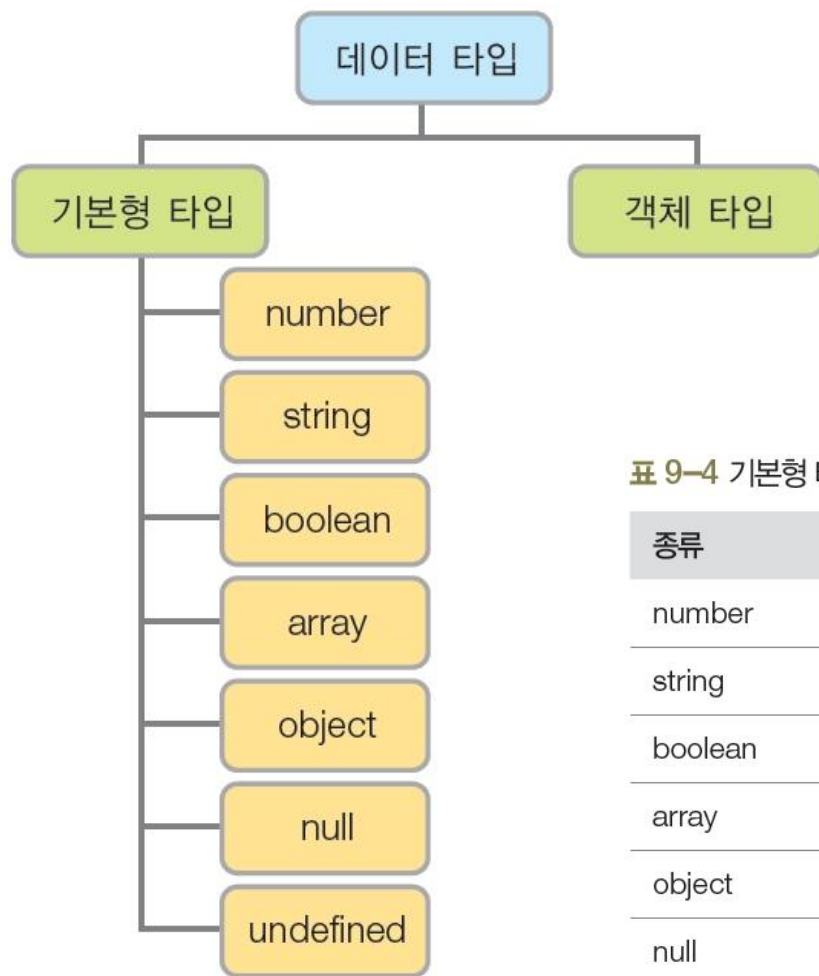 데이터 타입
기본형 타입
객체 타입
number
string
boolean
array
object
null
undefined
표 9-4 기본형
종류
number
string
boolean
array
object
null